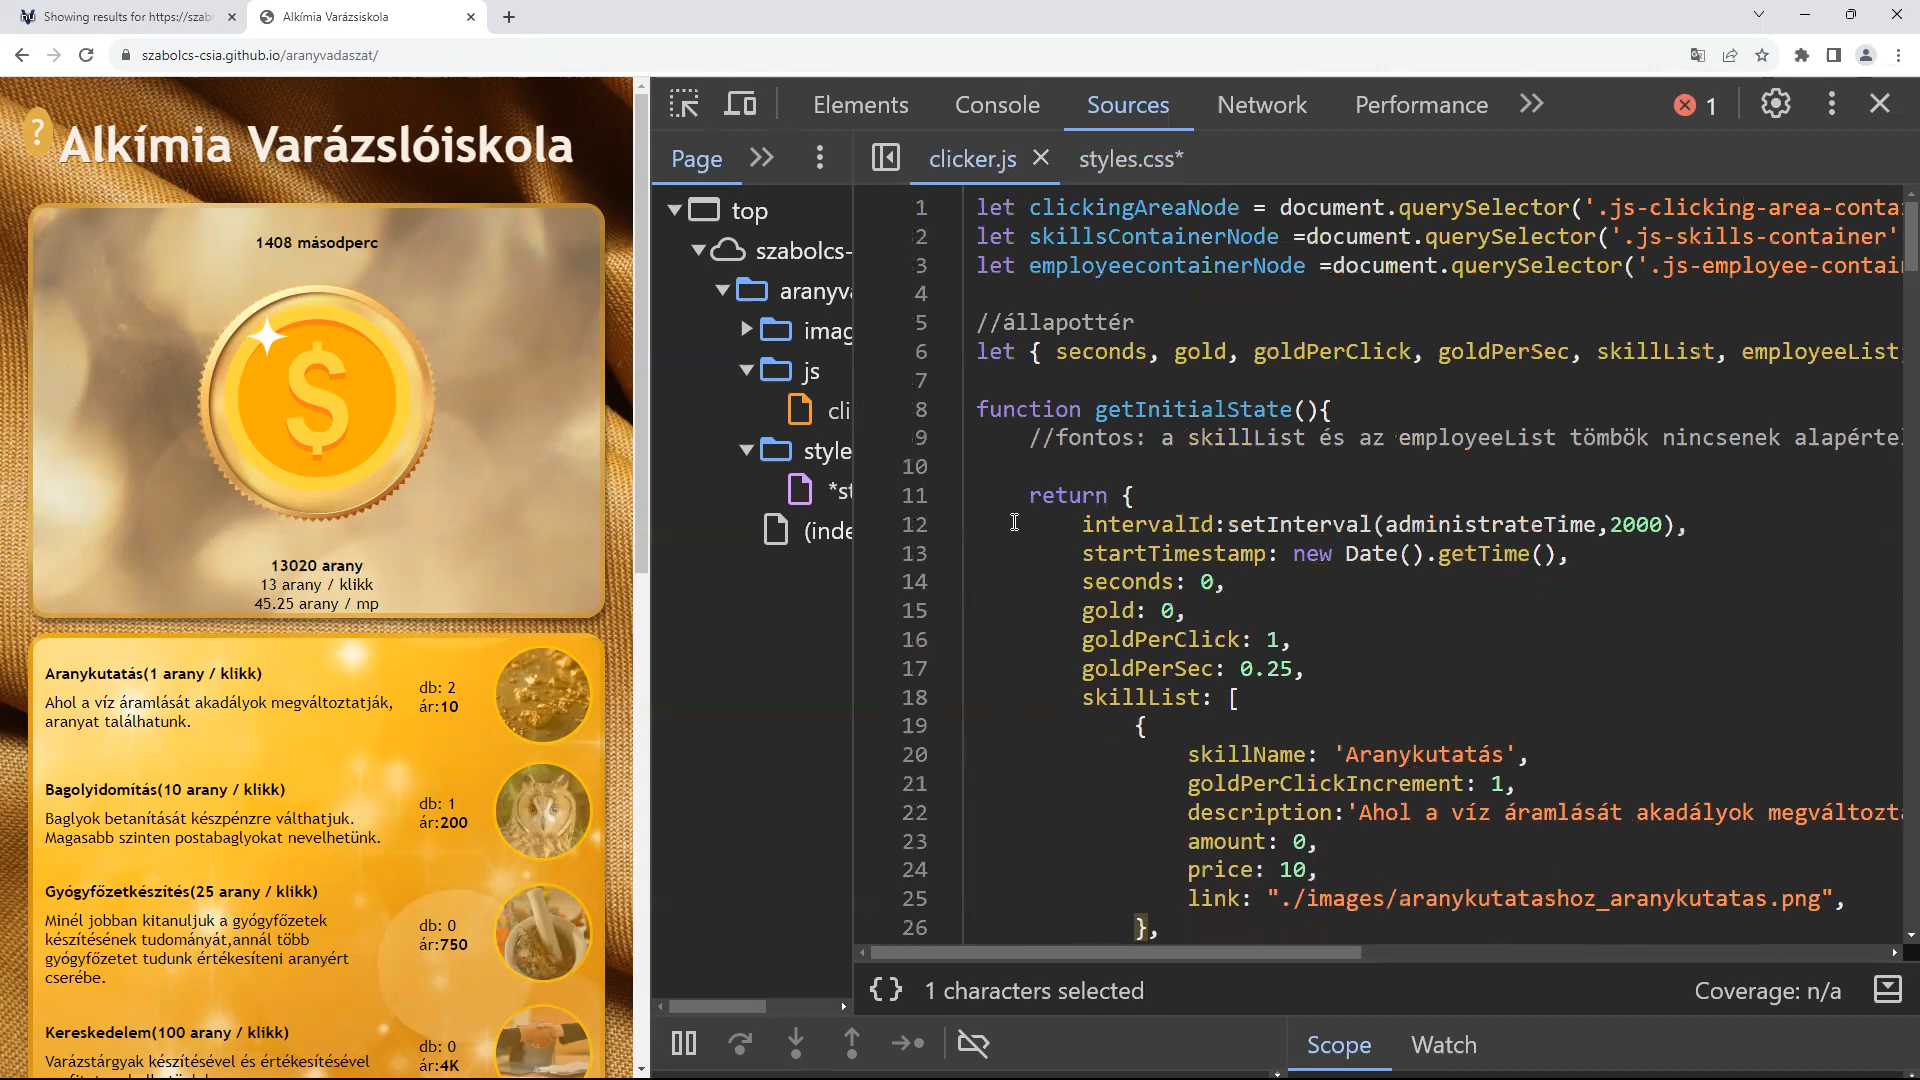 Showing results for https://szab
Alkímia Varázsiskola
szabolcs-csia.github.io/aranyvadaszat/
?
Alkímia Varázslóiskola
1408 másodperc
$
13020 arany
13 arany / klikk
45.25 arany / mp
Aranykutatás(1 arany / klikk)
Ahol a víz áramlását akadályok megváltoztatják,
aranyat találhatunk.
db: 2
ár:10
Bagolyidomítás(10 arany / klikk)
Baglyok betanítását készpénzre válthatjuk.
Magasabb szinten postabaglyokat nevelhetünk.
db: 1
ár:200
Gyógyfőzetkészítés(25 arany / klikk)
Minél jobban kitanuljuk a gyógyfőzetek
készítésének tudományát,annál több
gyógyfőzetet tudunk értékesíteni aranyért
cserébe.
db: 0
ár:750
Kereskedelem(100 arany / klikk)
Varázstárgyak készítésével és értékesítésével
db: 0
ár:4K
Elements Console Sources Network Performance 1
Page
clicker.js styles.css*
top
szabolcs-
aranyva
imag
js
cli
style
*st
(inde
1 let clickingAreaNode = document.querySelector('.js-clicking-area-contai
2 let skillsContainerNode =document.querySelector('.js-skills-container'
3 let employeecontainerNode =document.querySelector('.js-employee-contain
4
5 //állapottér
6 let { seconds, gold, goldPerClick, goldPerSec, skillList, employeeList,
7
8 function getInitialState(){
9 //fontos: a skillList és az employeeList tömbök nincsenek alapértel
10
11 return {
12 intervalId:setInterval(administrateTime,2000),
13 startTimestamp: new Date().getTime(),
14 seconds: 0,
15 gold: 0,
16 goldPerClick: 1,
17 goldPerSec: 0.25,
18 skillList: [
19 {
20 skillName: 'Aranykutatás',
21 goldPerClickIncrement: 1,
22 description:'Ahol a víz áramlását akadályok megváltozta
23 amount: 0,
24 price: 10,
25 link: "./images/aranykutatashoz_aranykutatas.png",
26 },
{} 1 characters selected
Coverage: n/a
Scope Watch